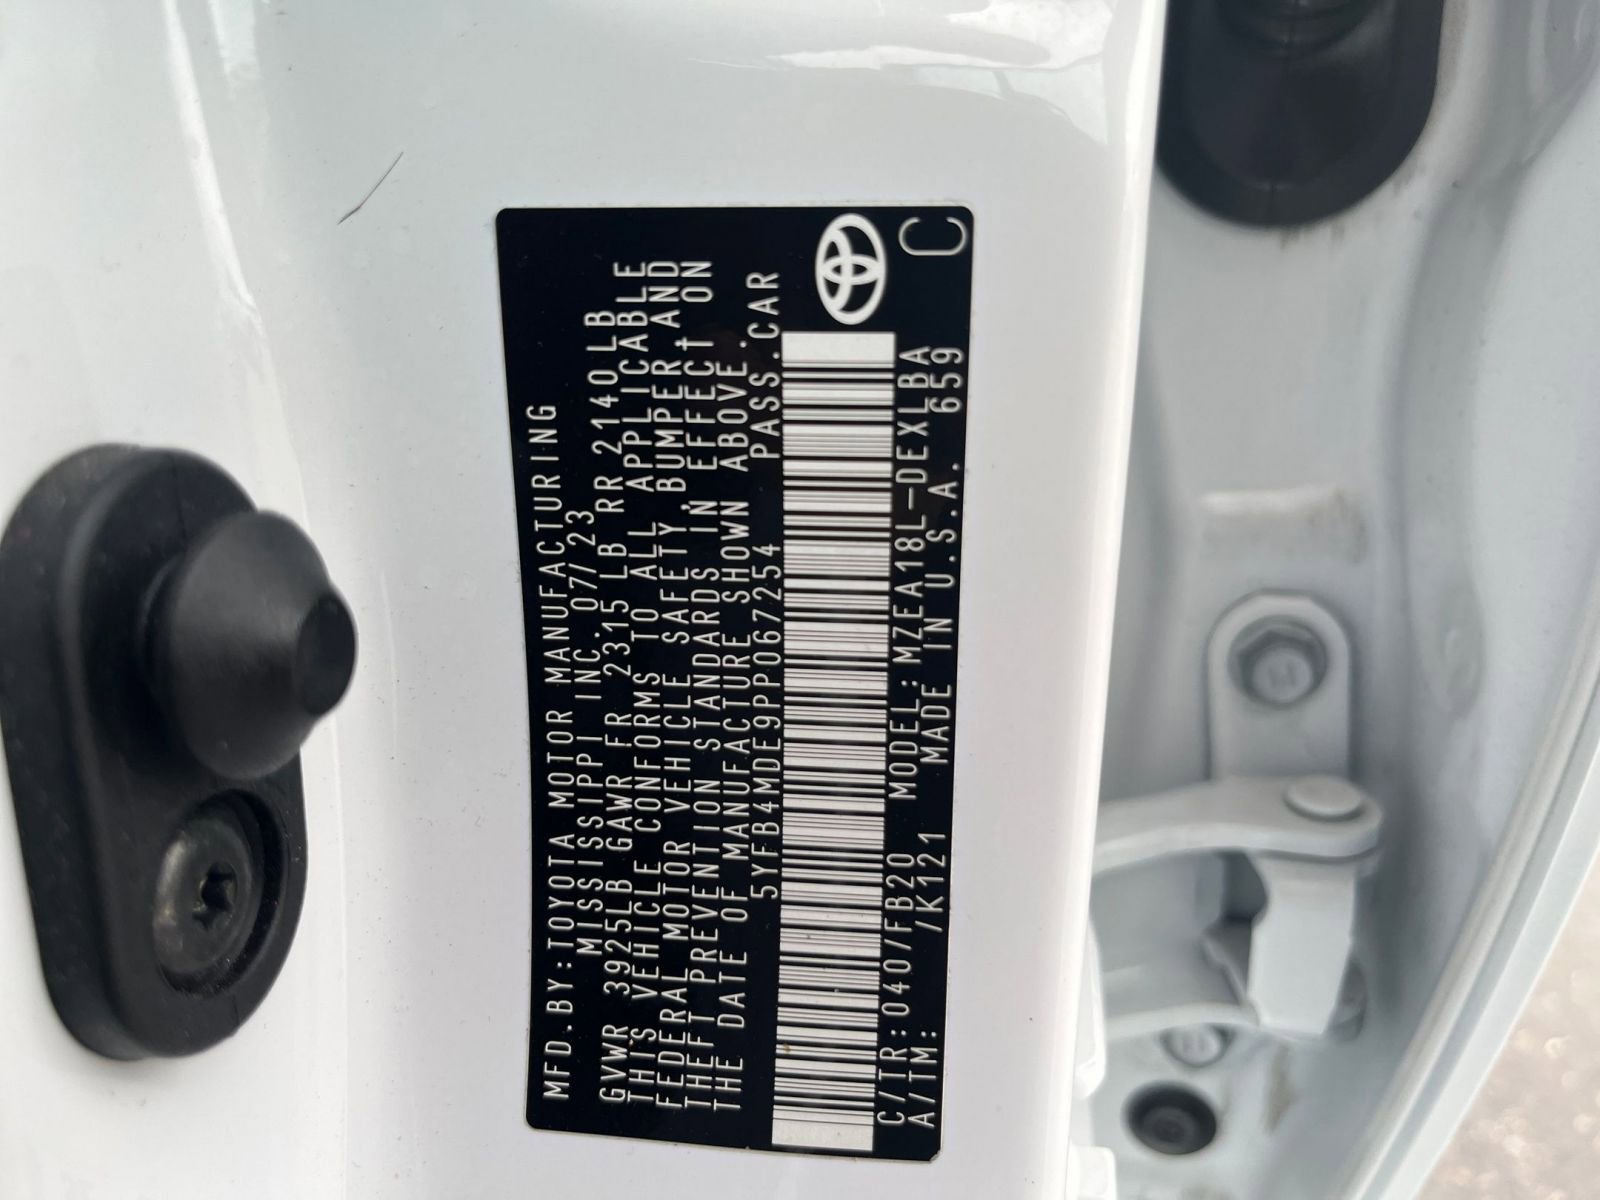 MFD.BY:TOYOTA MOTOR MANUFACTURING
MISSISSIPPI INC. 07/23
GVWR 3925LB GAWR FR 2315 LB RR 2140LB
THIS VEHICLE CONFORMS TO ALL APPLICABLE
FEDERAL MOTOR VEHICLE SAFETY, BUMPER, AND
THEFT PREVENTION STANDARDS IN EFFECT ON
THE DATE OF MANUFACTURE SHOWN ABOVE.
5YFB4MDE9PP067254 PASS.CAR
C/TR:040/FB20 MODEL:MZEA18L-DEXLBA
A/TM: /K121 MADE IN U.S.A. 659 C